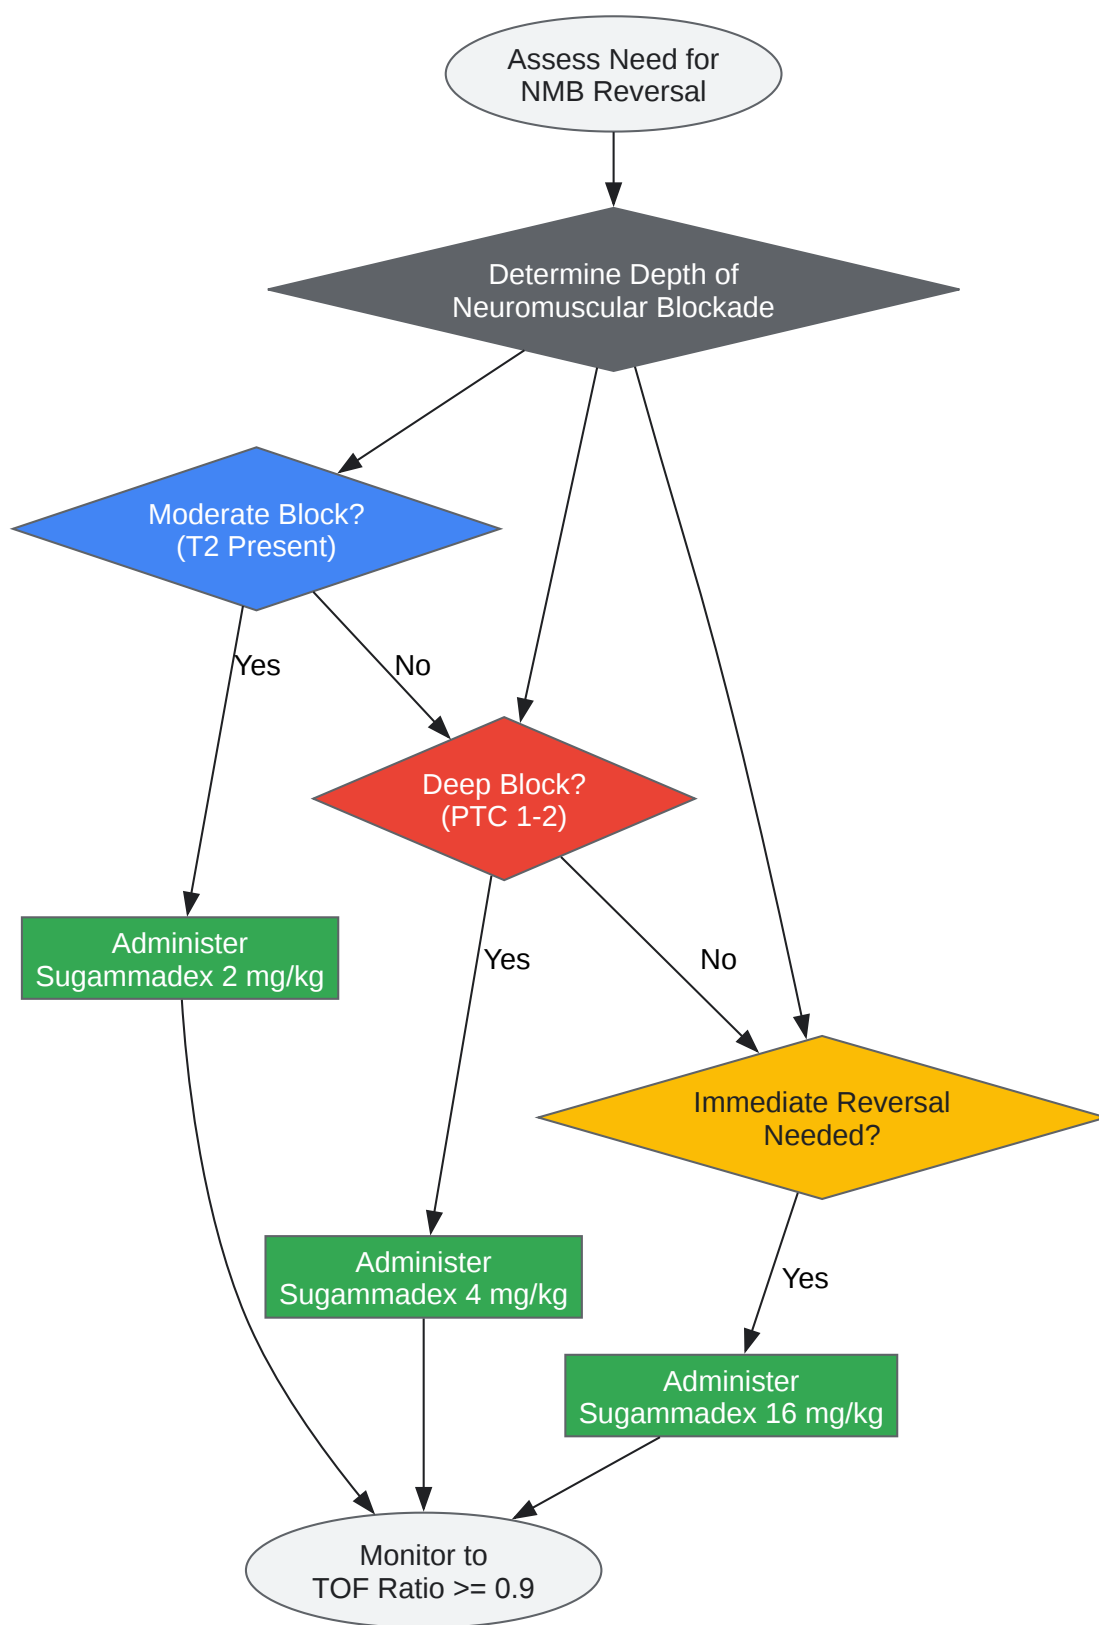 Assess Need for
NMB Reversal
Determine Depth of
Neuromuscular Blockade
Moderate Block?
(T2 Present)
Yes
No
Deep Block?
(PTC 1-2)
Administer
Sugammadex 2 mg/kg
Yes
No
Immediate Reversal
Needed?
Administer
Sugammadex 4 mg/kg
Yes
Administer
Sugammadex 16 mg/kg
Monitor to
TOF Ratio >= 0.9